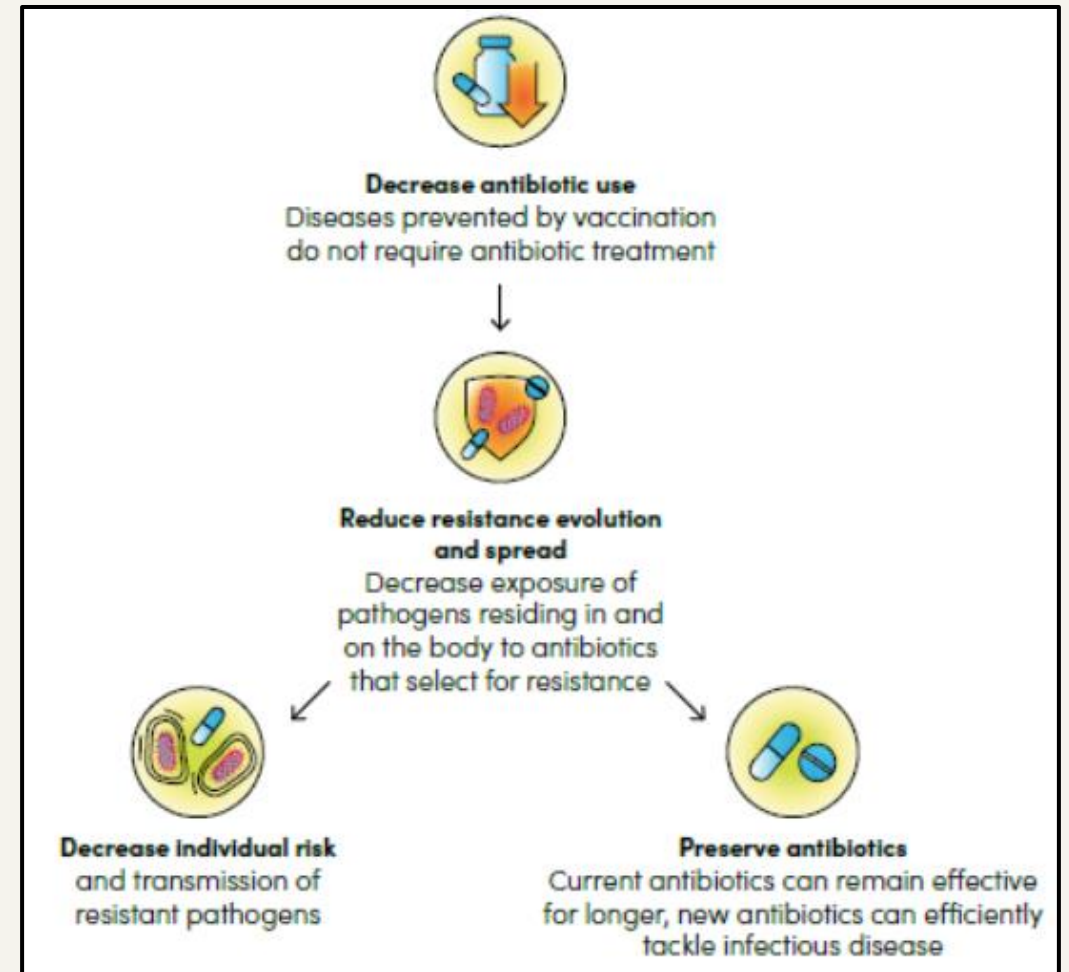 Decrease antibiotic use
Diseases prevented by vaccination
do not require antibiotic treatment
Reduce resistance evolution
and spread
Decrease exposure of
pathogens residing in and
on the body to antibiotics
that select for resistance
Decrease individual risk
and transmission of
resistant pathogens
Preserve antibiotics
Current antibiotics can remain effective
for longer, new antibiotics can efficiently
tackle infectious disease